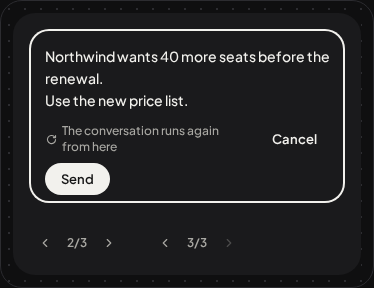 Northwind wants 40 more seats before the
renewal.
Use the new price list.
The conversation runs again
from here
Cancel
Send
2/3
3/3